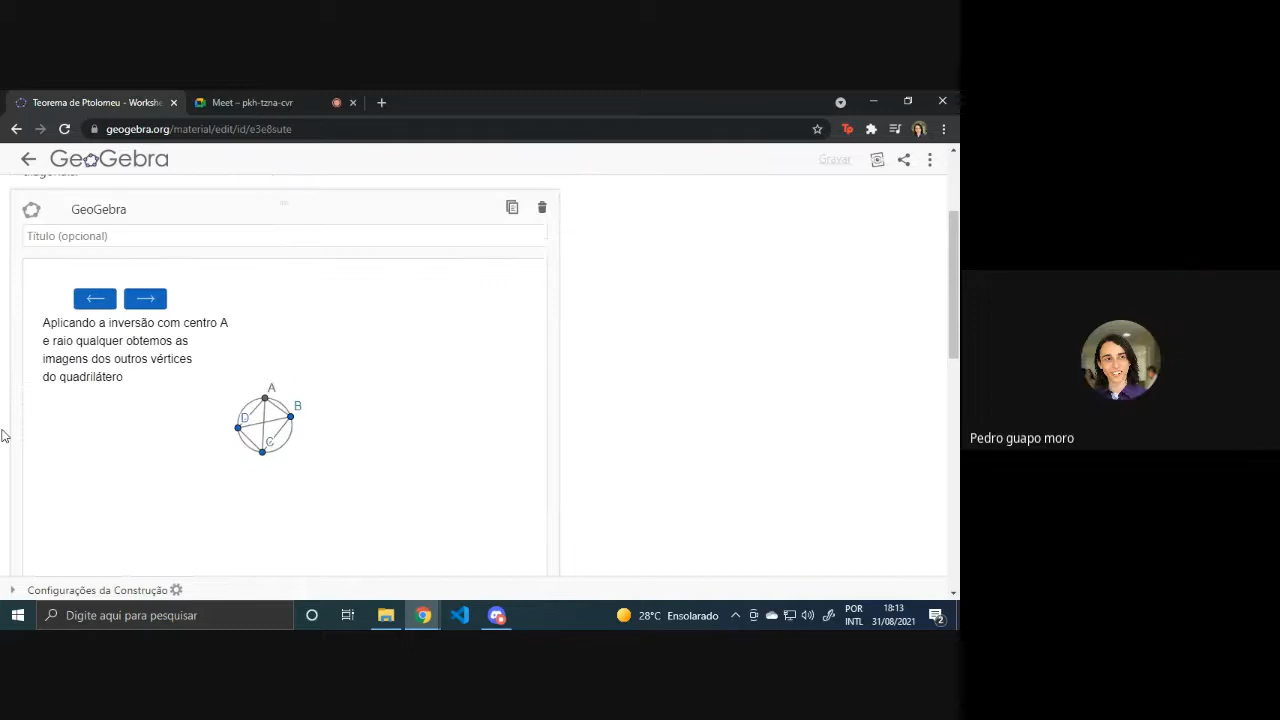 Teorema de Ptolomeu - Workshe
Meet – pkh-tzna-cvr
geogebra.org/material/edit/id/e3e8sute
GeoGebra
Gravar
diagonais.
GeoGebra
Título (opcional)
Aplicando a inversão com centro A
e raio qualquer obtemos as
imagens dos outros vértices
do quadrilátero
A
B
D
C
Pedro guapo moro
Configurações da Construção
Digite aqui para pesquisar
28°C Ensolarado
POR
INTL
18:13
31/08/2021
2